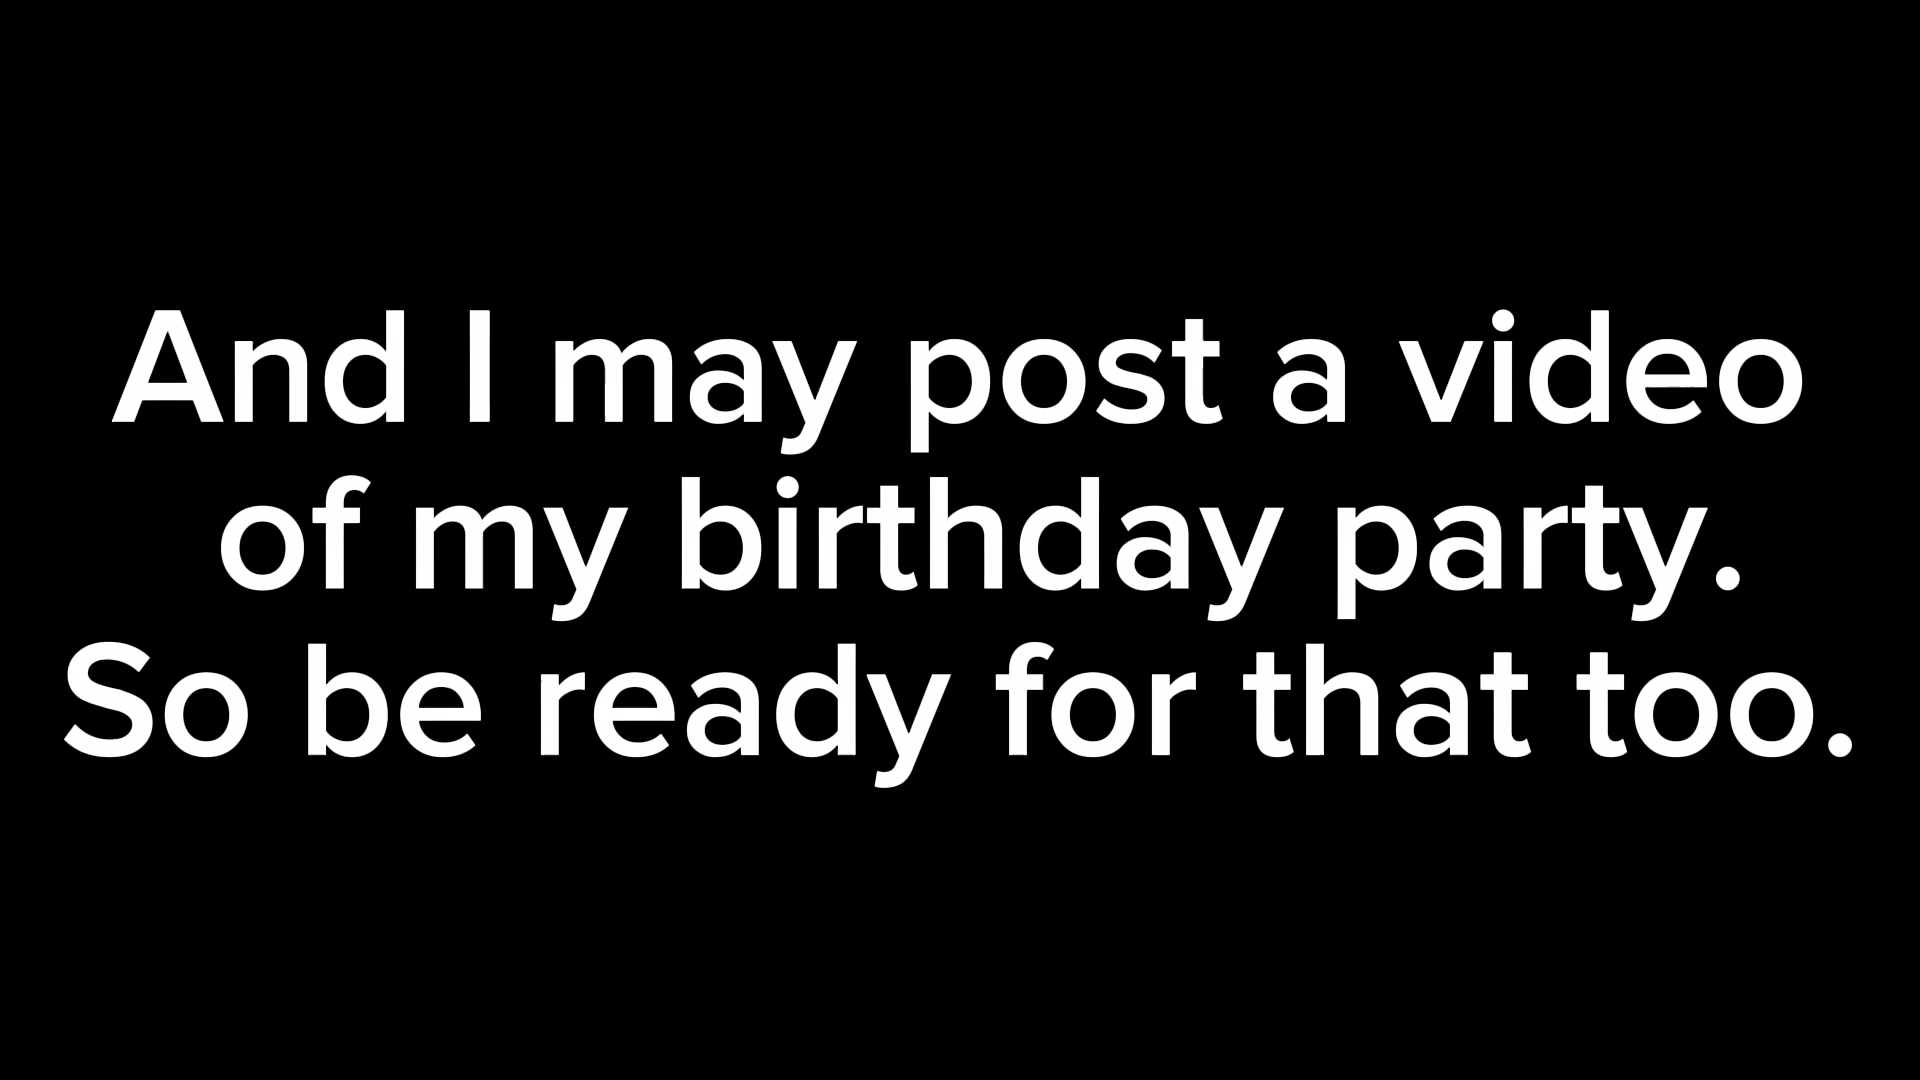 And I may post a video
of my birthday party.
So be ready for that too.